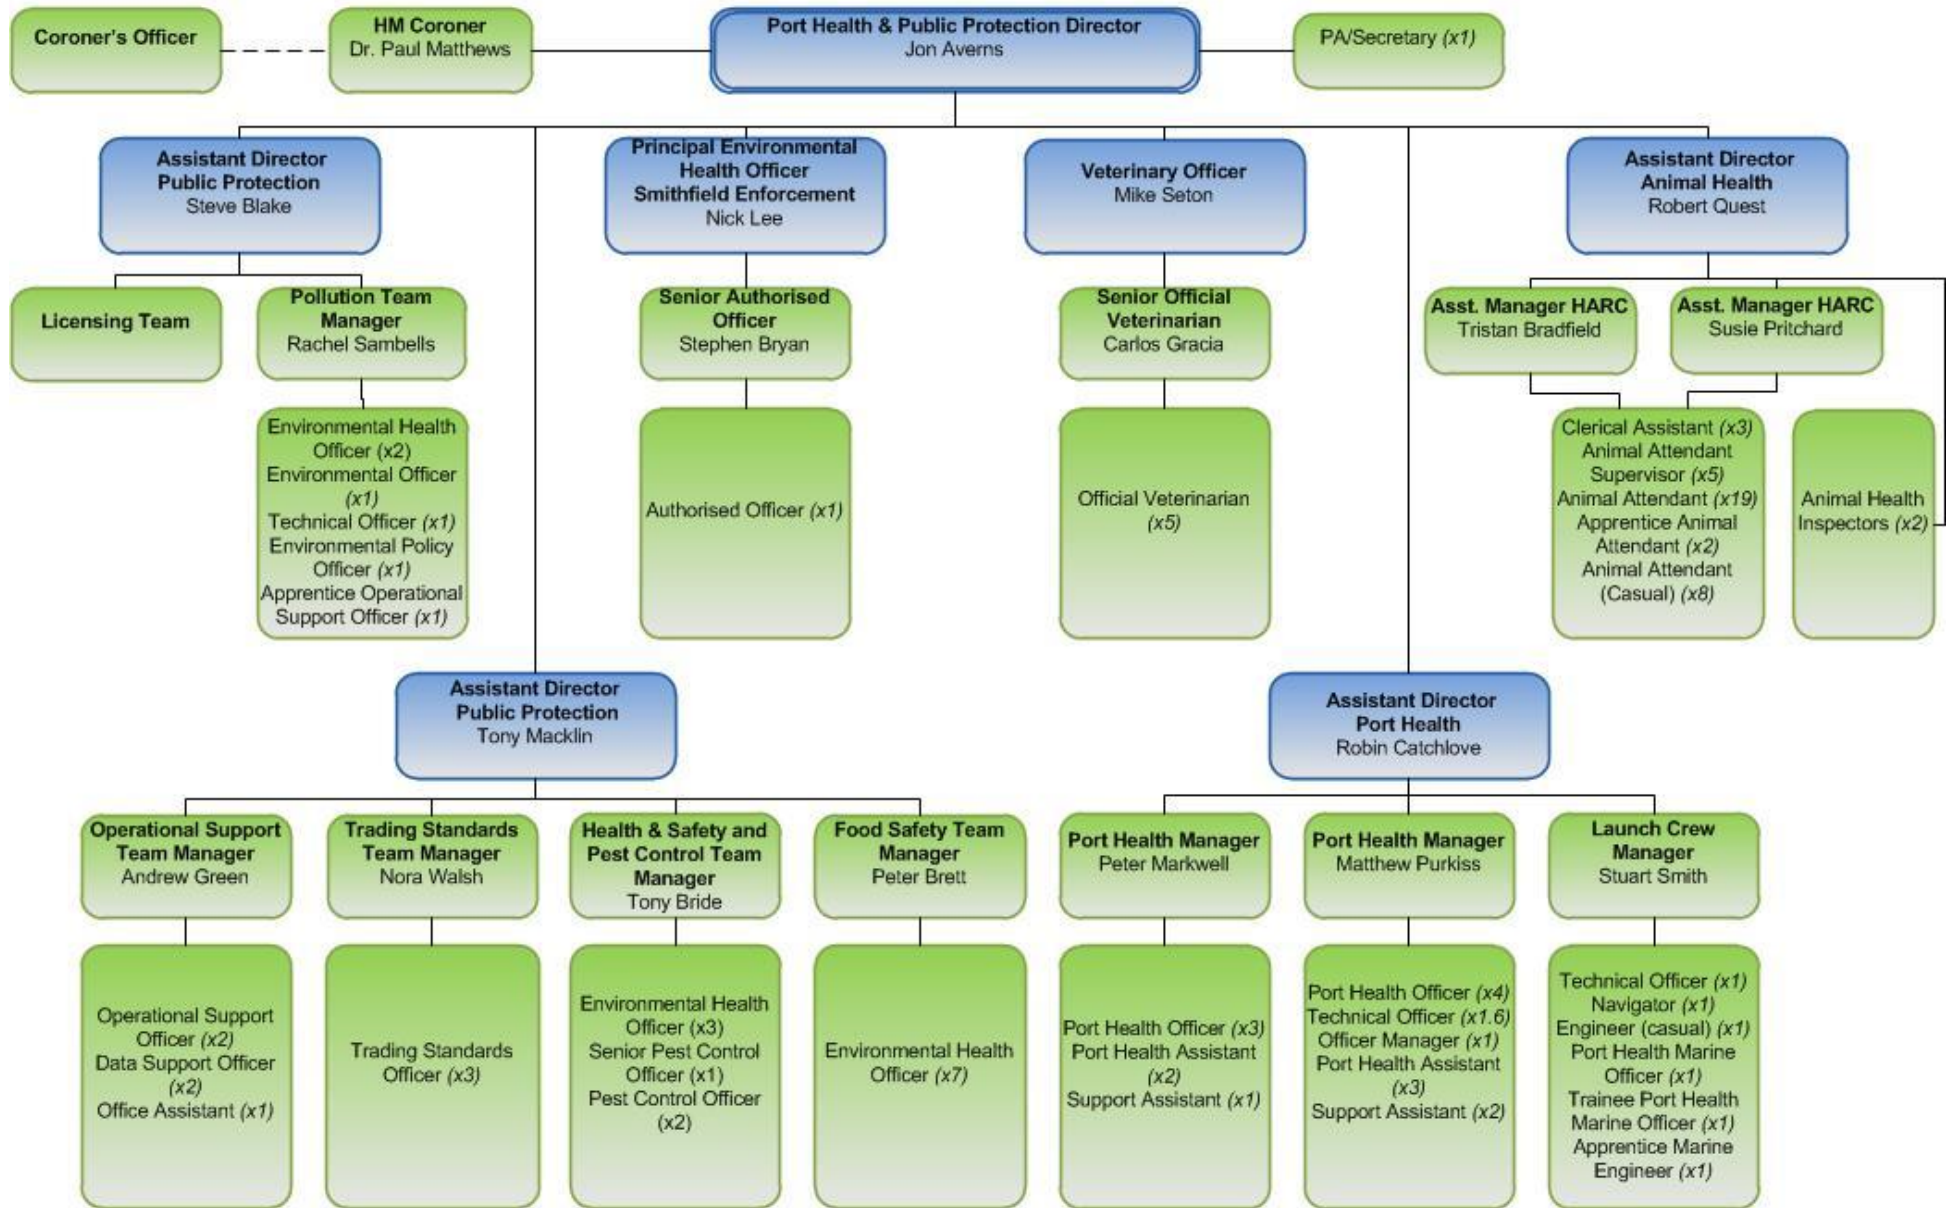 Coroner's Officer
HM Coroner
Dr. Paul Matthews
Port Health & Public Protection Director
Jon Averns
PA/Secretary (x1)
Assistant Director
Public Protection
Steve Blake
Principal Environmental
Health Officer
Smithfield Enforcement
Nick Lee
Veterinary Officer
Mike Seton
Assistant Director
Animal Health
Robert Quest
Licensing Team
Pollution Team
Manager
Rachel Sambells
Senior Authorised
Officer
Stephen Bryan
Senior Official
Veterinarian
Carlos Gracia
Asst. Manager HARC
Tristan Bradfield
Asst. Manager HARC
Susie Pritchard
Environmental Health
Officer (x2)
Environmental Officer
(x1)
Technical Officer (x1)
Environmental Policy
Officer (x1)
Apprentice Operational
Support Officer (x1)
Authorised Officer (x1)
Official Veterinarian
(x5)
Clerical Assistant (x3)
Animal Attendant
Supervisor (x5)
Animal Attendant (x19)
Apprentice Animal
Attendant (x2)
Animal Attendant
(Casual) (x8)
Animal Health
Inspectors (x2)
Assistant Director
Public Protection
Tony Macklin
Assistant Director
Port Health
Robin Catchlove
Operational Support
Team Manager
Andrew Green
Trading Standards
Team Manager
Nora Walsh
Health & Safety and
Pest Control Team
Manager
Tony Bride
Food Safety Team
Manager
Peter Brett
Port Health Manager
Peter Markwell
Port Health Manager
Matthew Purkiss
Launch Crew
Manager
Stuart Smith
Operational Support
Officer (x2)
Data Support Officer
(x2)
Office Assistant (x1)
Trading Standards
Officer (x3)
Environmental Health
Officer (x3)
Senior Pest Control
Officer (x1)
Pest Control Officer
(x2)
Environmental Health
Officer (x7)
Port Health Officer (x3)
Port Health Assistant
(x2)
Support Assistant (x1)
Port Health Officer (x4)
Technical Officer (x1.6)
Officer Manager (x1)
Port Health Assistant
(x3)
Support Assistant (x2)
Technical Officer (x1)
Navigator (x1)
Engineer (casual) (x1)
Port Health Marine
Officer (x1)
Trainee Port Health
Marine Officer (x1)
Apprentice Marine
Engineer (x1)